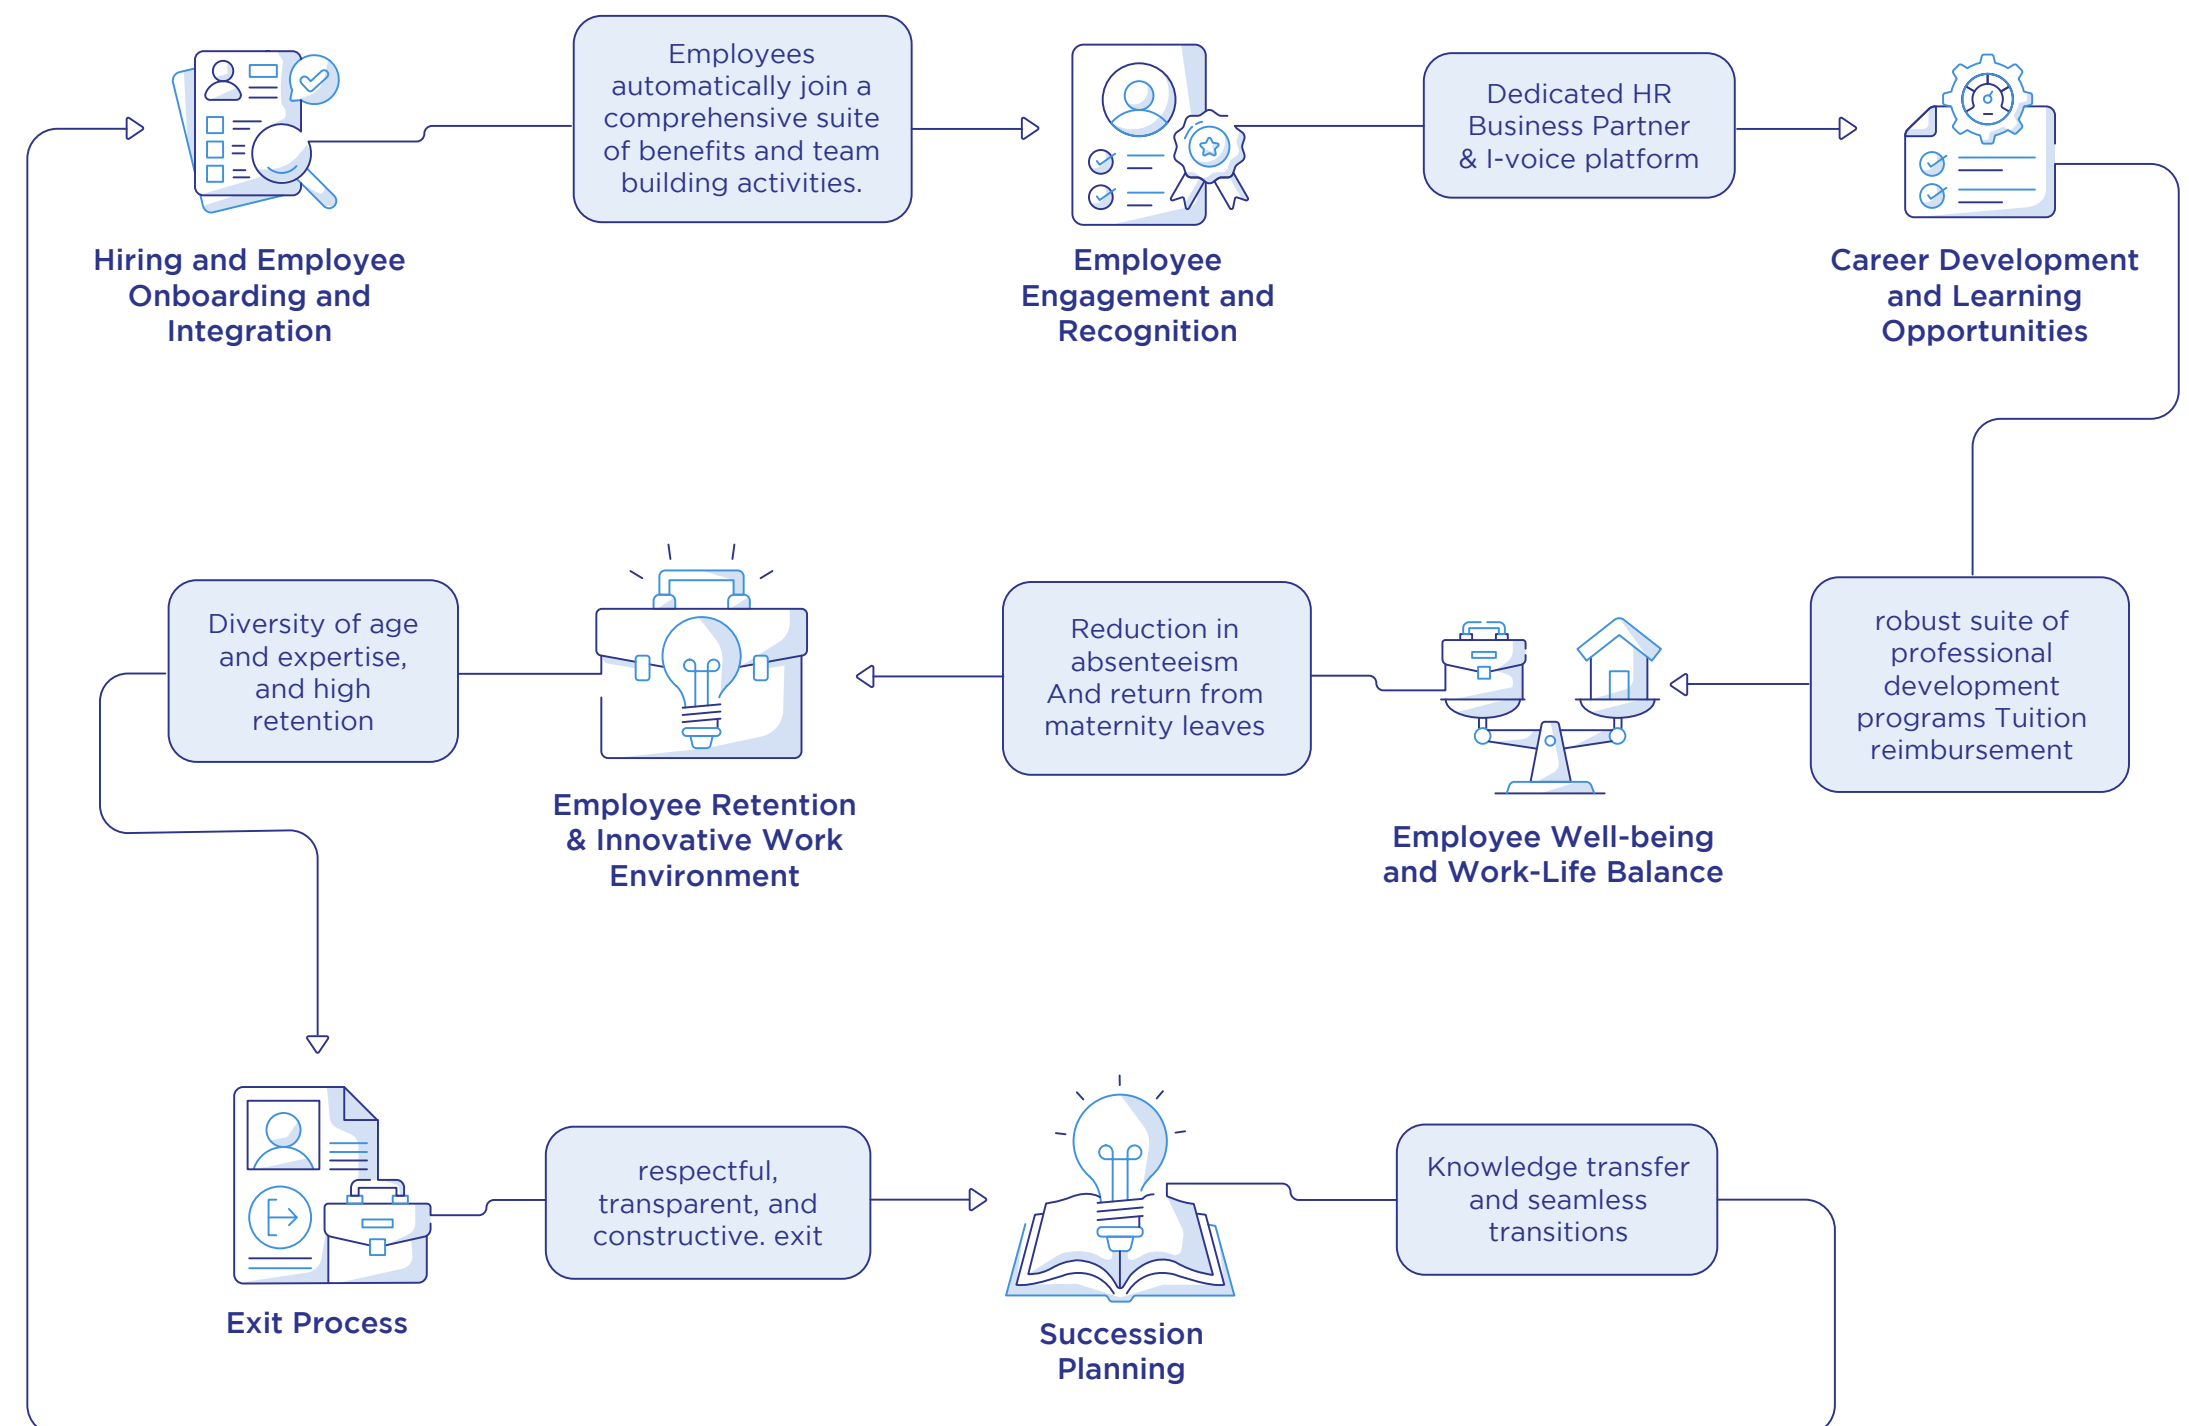 Employees
automatically join a
comprehensive suite
of benefits and team
building activities.
Dedicated HR
Business Partner
& I-voice platform
Hiring and Employee
Onboarding and
Integration
Employee
Engagement and
Recognition
Career Development
and Learning
Opportunities
robust suite of
professional
development
programs Tuition
reimbursement
Employee Well-being
and Work-Life Balance
Reduction in
absenteeism
And return from
maternity leaves
Employee Retention
& Innovative Work
Environment
Diversity of age
and expertise,
and high
retention
Exit Process
respectful,
transparent, and
constructive. exit
Succession
Planning
Knowledge transfer
and seamless
transitions